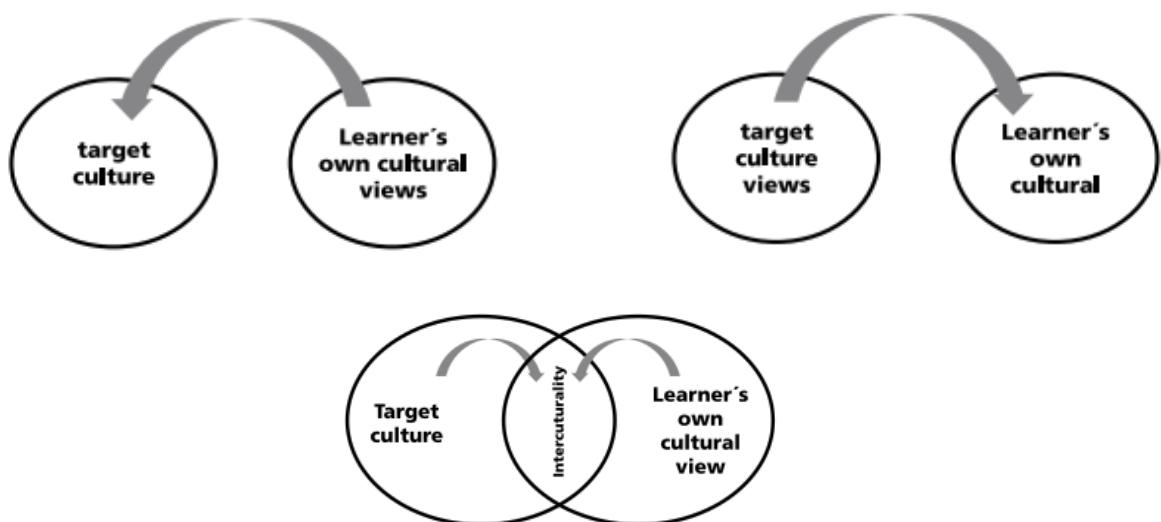 target
culture
Learner´s
own cultural
views
target
culture
views
Learner´s
own
cultural
Target
culture
Intercuturality
Learner´s
own
cultural
view